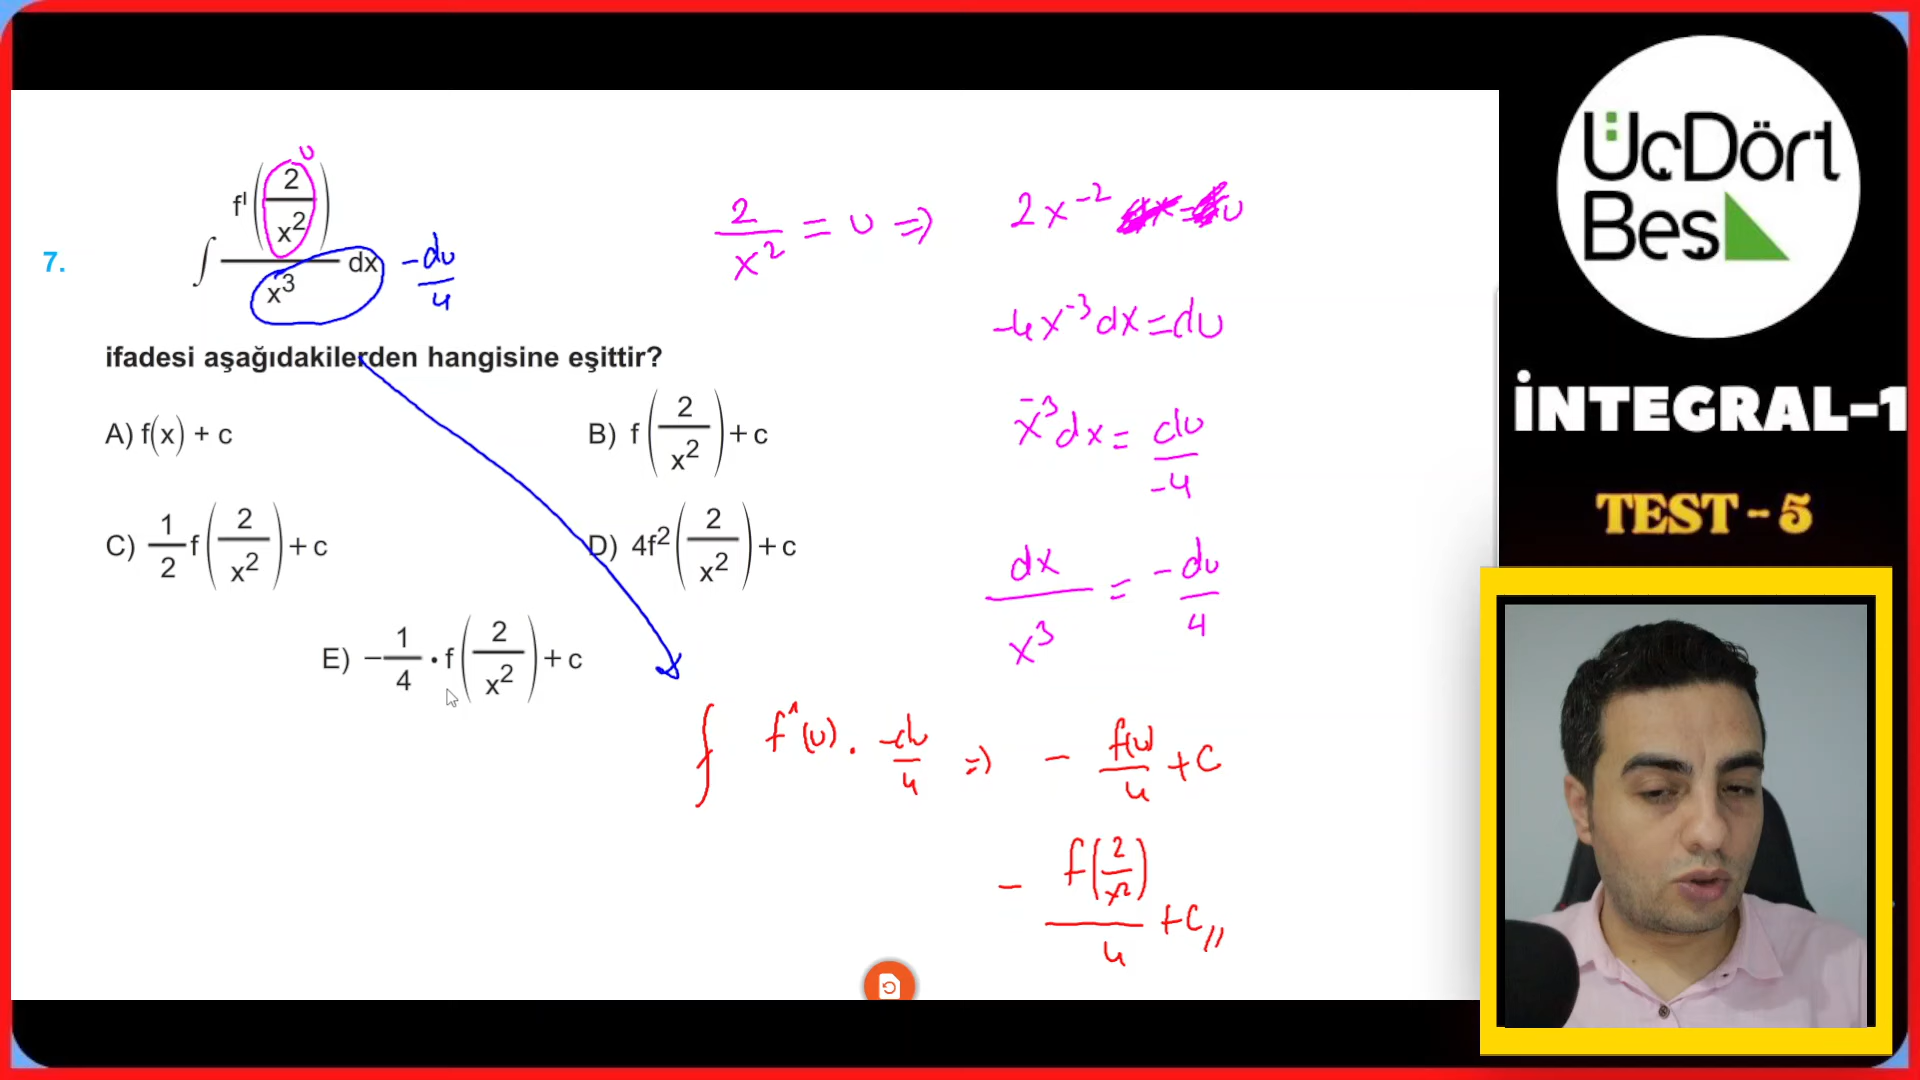 7. ∫ f'(2/x²)/x³ dx
u
-du/4
ifadesi aşağıdakilerden hangisine eşittir?
A) f(x) + c
B) f(2/x²) + c
C) 1/2 f(2/x²) + c
D) 4f²(2/x²) + c
E) -1/4 • f(2/x²) + c
2/x² = u ⇒ 2x⁻²
-4x⁻³dx = du
x⁻³dx = du/-4
dx/x³ = -du/4
∫ f'(u) . -du/4 ⇒ - f(u)/4 + c
- f(2/x²)/4 + c //
ÜçDört
Beş
İNTEGRAL-1
TEST - 5